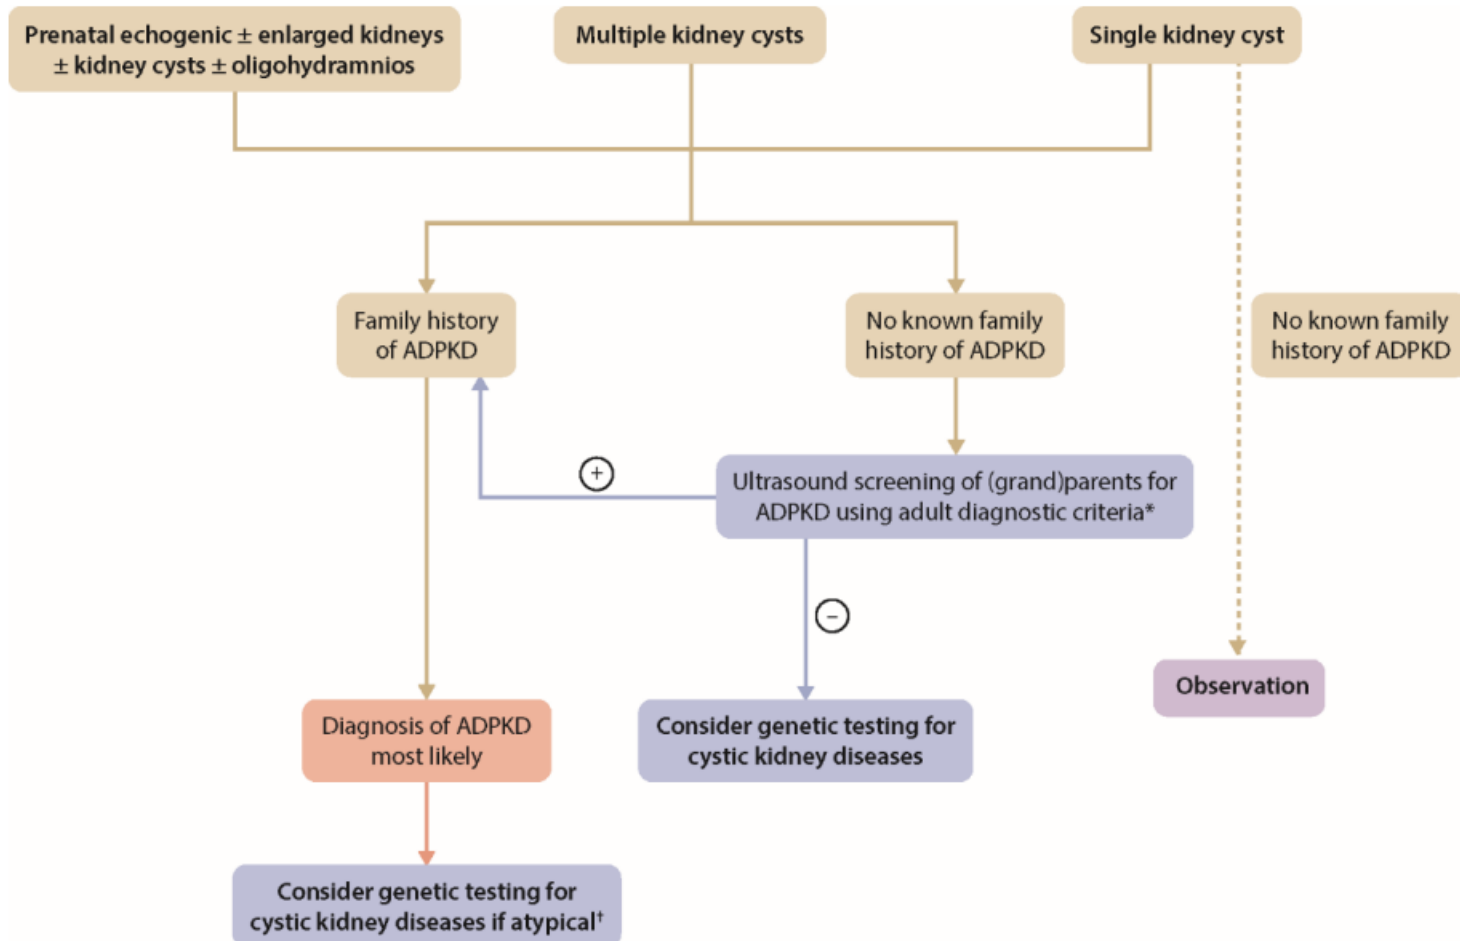 Prenatal echogenic ± enlarged kidneys
± kidney cysts ± oligohydramnios
Multiple kidney cysts
Single kidney cyst
Family history
of ADPKD
No known family
history of ADPKD
No known family
history of ADPKD
+
Ultrasound screening of (grand)parents for
ADPKD using adult diagnostic criteria*
−
Observation
Diagnosis of ADPKD
most likely
Consider genetic testing for
cystic kidney diseases
Consider genetic testing for
cystic kidney diseases if atypical†